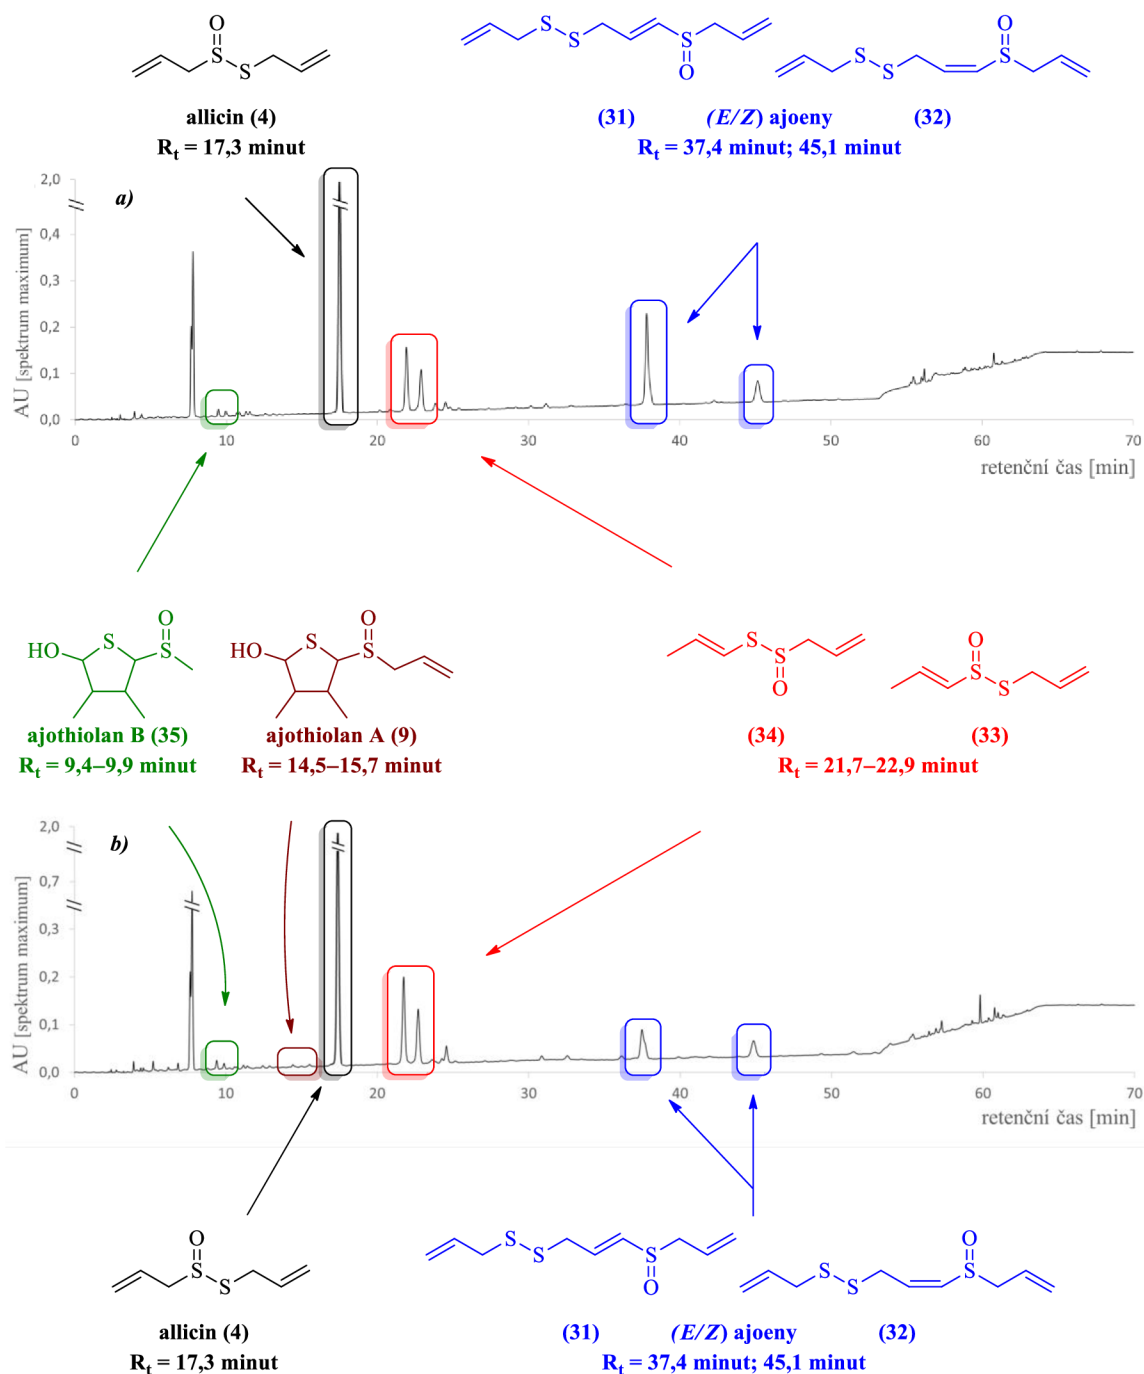 O
S
S
S
S
S
O
S
S
S
O
allicin (4)
(31) (E/Z) ajoeny (32)
Rt = 17,3 minut
Rt = 37,4 minut; 45,1 minut
a)
2,0
0,4
0,3
0,2
0,1
0,0
AU [spektrum maximum]
0 10 20 30 40 50 60 70
retenční čas [min]
HO
S
S
O
HO
S
S
O
S
S
O
O
S
S
ajothiolan B (35)
ajothiolan A (9)
(34) (33)
Rt = 9,4–9,9 minut
Rt = 14,5–15,7 minut
Rt = 21,7–22,9 minut
b)
2,0
0,7
0,3
0,2
0,1
0,0
AU [spektrum maximum]
0 10 20 30 40 50 60 70
retenční čas [min]
O
S
S
S
S
S
O
S
S
S
O
allicin (4)
(31) (E/Z) ajoeny (32)
Rt = 17,3 minut
Rt = 37,4 minut; 45,1 minut